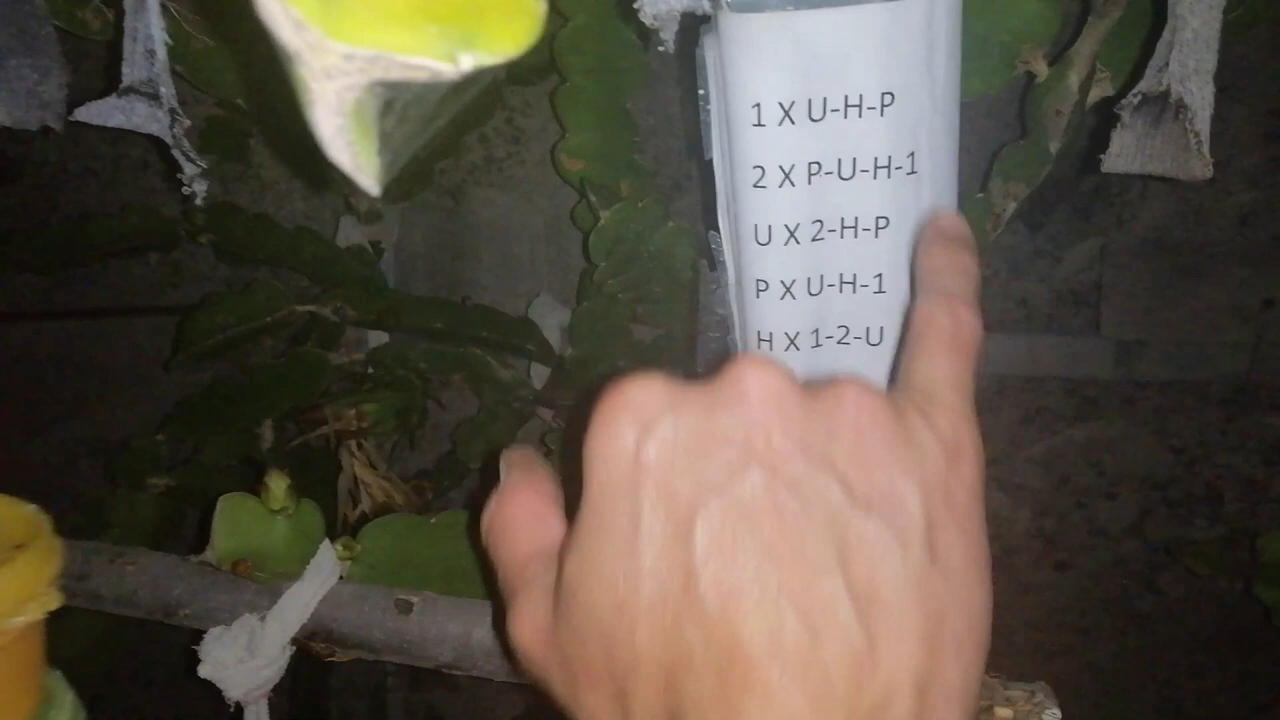 1 X U-H-P
2 X P-U-H-1
U X 2-H-P
P X U-H-1
H X 1-2-U